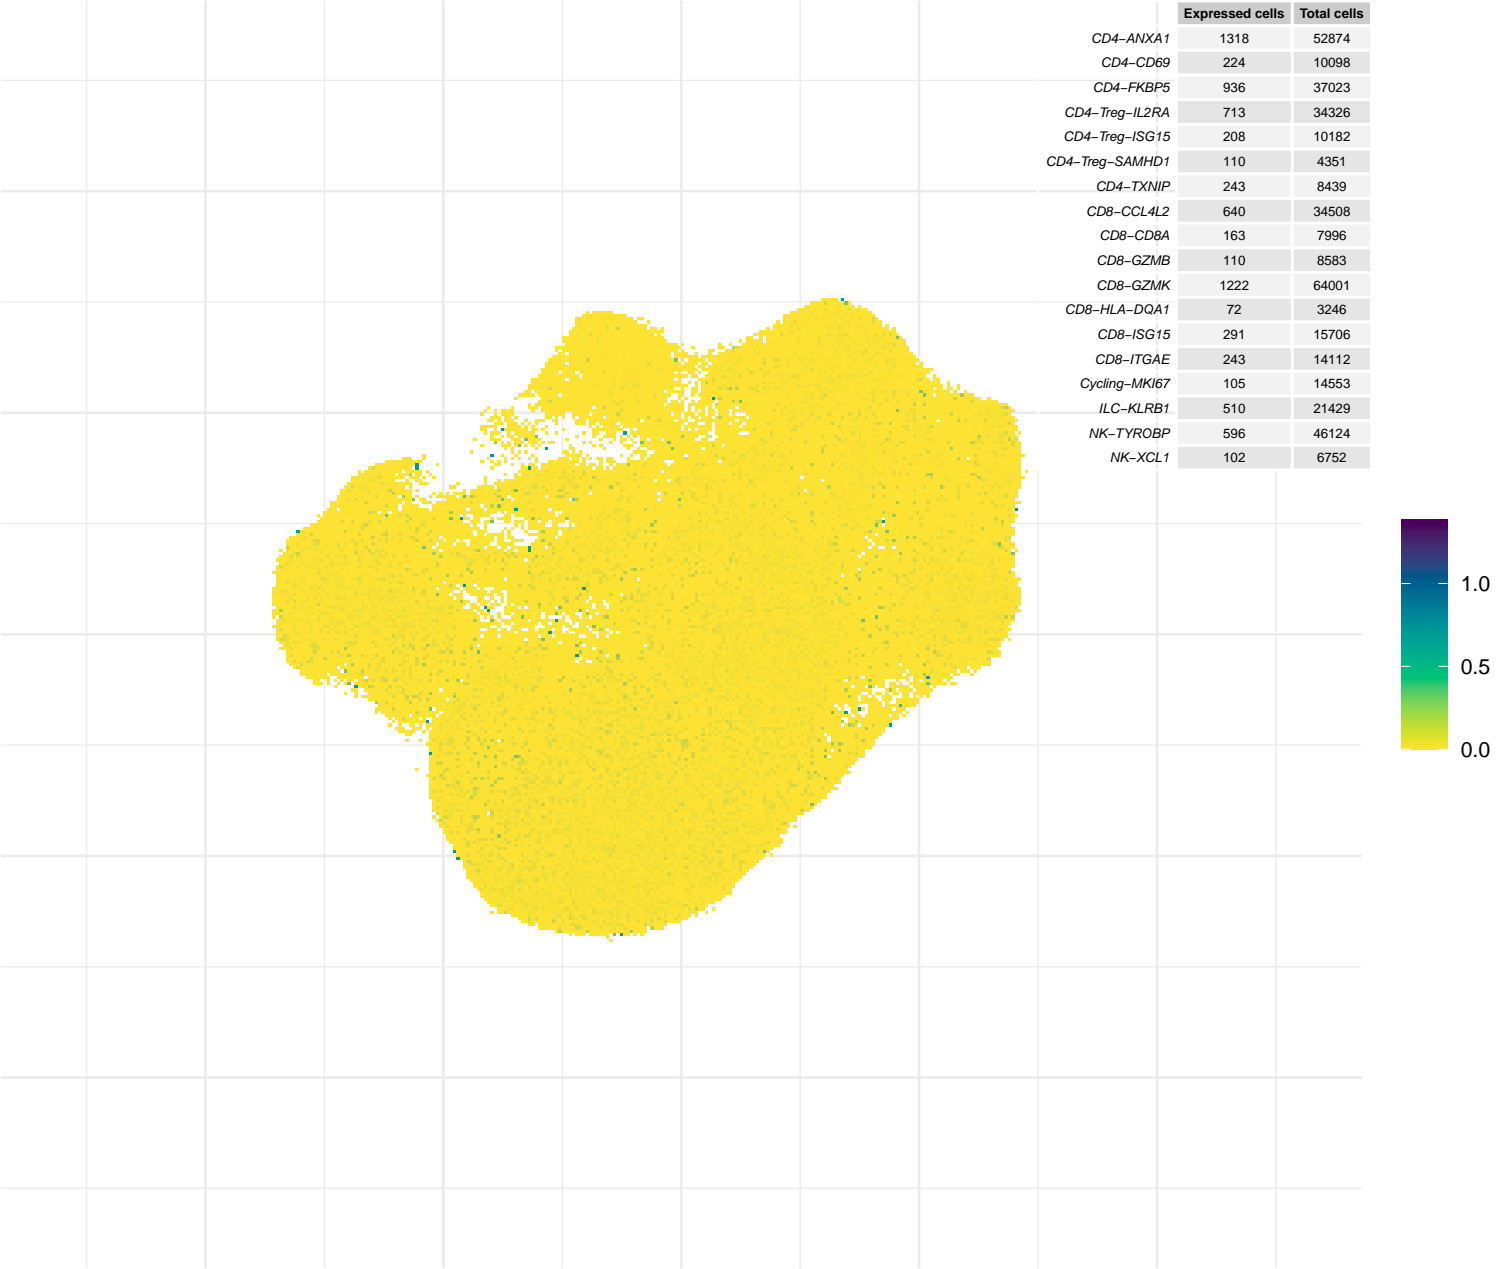 Expressed cells Total cells
CD4−ANXA1 1318 52874
CD4−CD69 224 10098
CD4−FKBP5 936 37023
CD4−Treg−IL2RA 713 34326
CD4−Treg−ISG15 208 10182
CD4−Treg−SAMHD1 110 4351
CD4−TXNIP 243 8439
CD8−CCL4L2 640 34508
CD8−CD8A 163 7996
CD8−GZMB 110 8583
CD8−GZMK 1222 64001
CD8−HLA−DQA1 72 3246
CD8−ISG15 291 15706
CD8−ITGAE 243 14112
Cycling−MKI67 105 14553
ILC−KLRB1 510 21429
NK−TYROBP 596 46124
NK−XCL1 102 6752
1.0
0.5
0.0